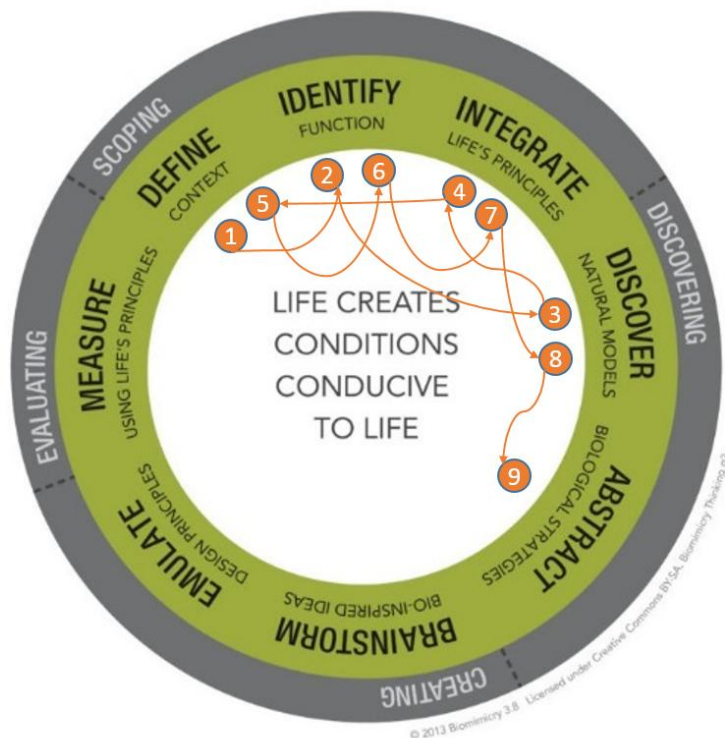 SCOPING
DEFINE
CONTEXT
IDENTIFY
FUNCTION
INTEGRATE
LIFE'S PRINCIPLES
DISCOVERING
DISCOVER
NATURAL MODELS
ABSTRACT
BIOLOGICAL STRATEGIES
CREATING
BRAINSTORM
BIO-INSPIRED IDEAS
EMULATE
DESIGN PRINCIPLES
EVALUATING
MEASURE
USING LIFE'S PRINCIPLES
1
5
2
6
4
7
3
8
9
LIFE CREATES
CONDITIONS
CONDUCIVE
TO LIFE
© 2013 Biomimicry 3.8 Licensed under Creative Commons BY.SA. Biomimicry Thinking